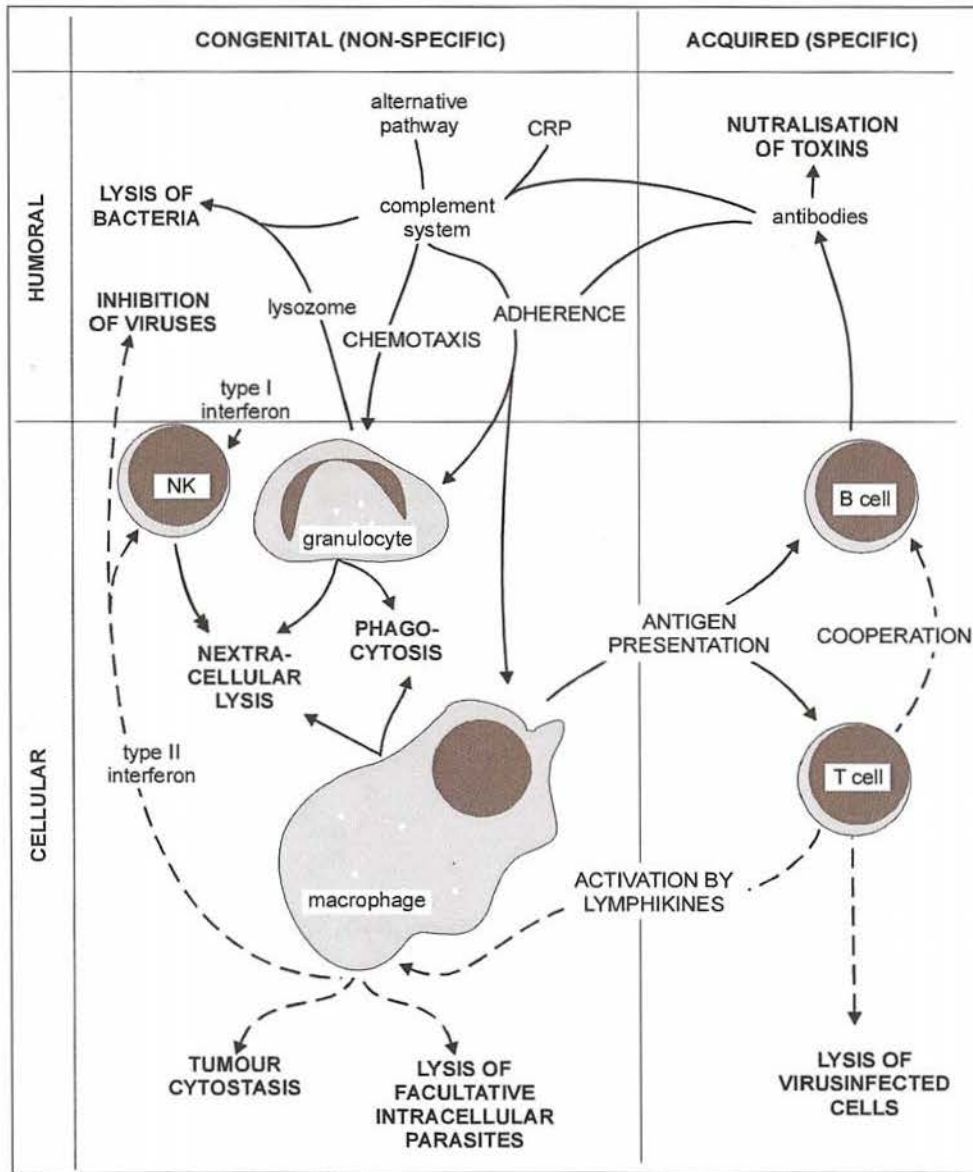 CONGENITAL (NON-SPECIFIC)
ACQUIRED (SPECIFIC)
HUMORAL
alternative
pathway
CRP
NUTRALISATION
OF TOXINS
LYSIS OF
BACTERIA
complement
system
antibodies
INHIBITION
OF VIRUSES
lysozome
CHEMOTAXIS
ADHERENCE
CELLULAR
type I
interferon
NK
granulocyte
B cell
NEXTRA-
CELLULAR
LYSIS
PHAGO-
CYTOSIS
ANTIGEN
PRESENTATION
COOPERATION
type II
interferon
T cell
macrophage
ACTIVATION BY
LYMPHIKINES
TUMOUR
CYTOSTASIS
LYSIS OF
FACULTATIVE
INTRACELLULAR
PARASITES
LYSIS OF
VIRUSINFECTED
CELLS